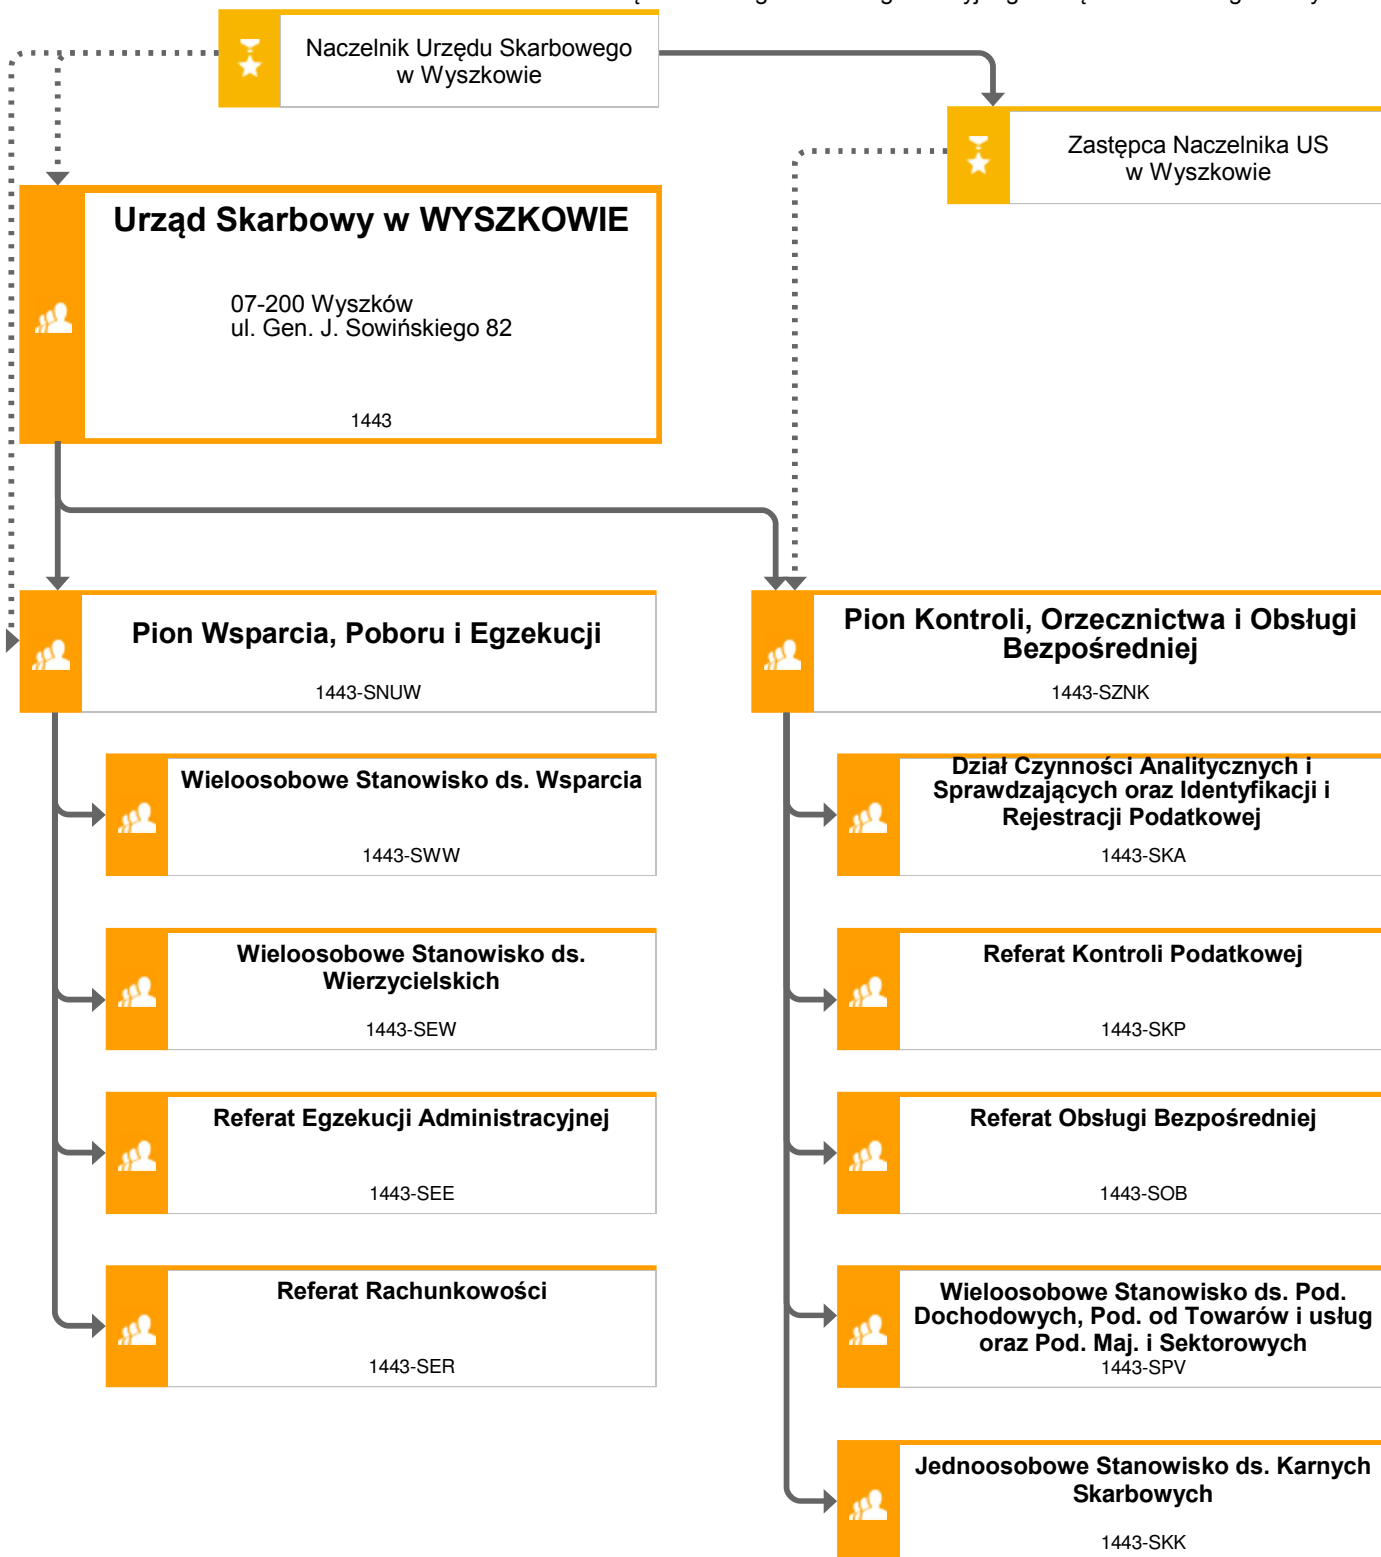 Naczelnik Urzędu Skarbowego
w Wyszkowie
Zastępca Naczelnika US
w Wyszkowie
Urząd Skarbowy w WYSZKOWIE
07-200 Wyszków
ul. Gen. J. Sowińskiego 82
1443
Pion Wsparcia, Poboru i Egzekucji
1443-SNUW
Pion Kontroli, Orzecznictwa i Obsługi
Bezpośredniej
1443-SZNK
Wieloosobowe Stanowisko ds. Wsparcia
1443-SWW
Wieloosobowe Stanowisko ds.
Wierzycielskich
1443-SEW
Referat Egzekucji Administracyjnej
1443-SEE
Referat Rachunkowości
1443-SER
Dział Czynności Analitycznych i
Sprawdzających oraz Identyfikacji i
Rejestracji Podatkowej
1443-SKA
Referat Kontroli Podatkowej
1443-SKP
Referat Obsługi Bezpośredniej
1443-SOB
Wieloosobowe Stanowisko ds. Pod.
Dochodowych, Pod. od Towarów i usług
oraz Pod. Maj. i Sektorowych
1443-SPV
Jednoosobowe Stanowisko ds. Karnych
Skarbowych
1443-SKK